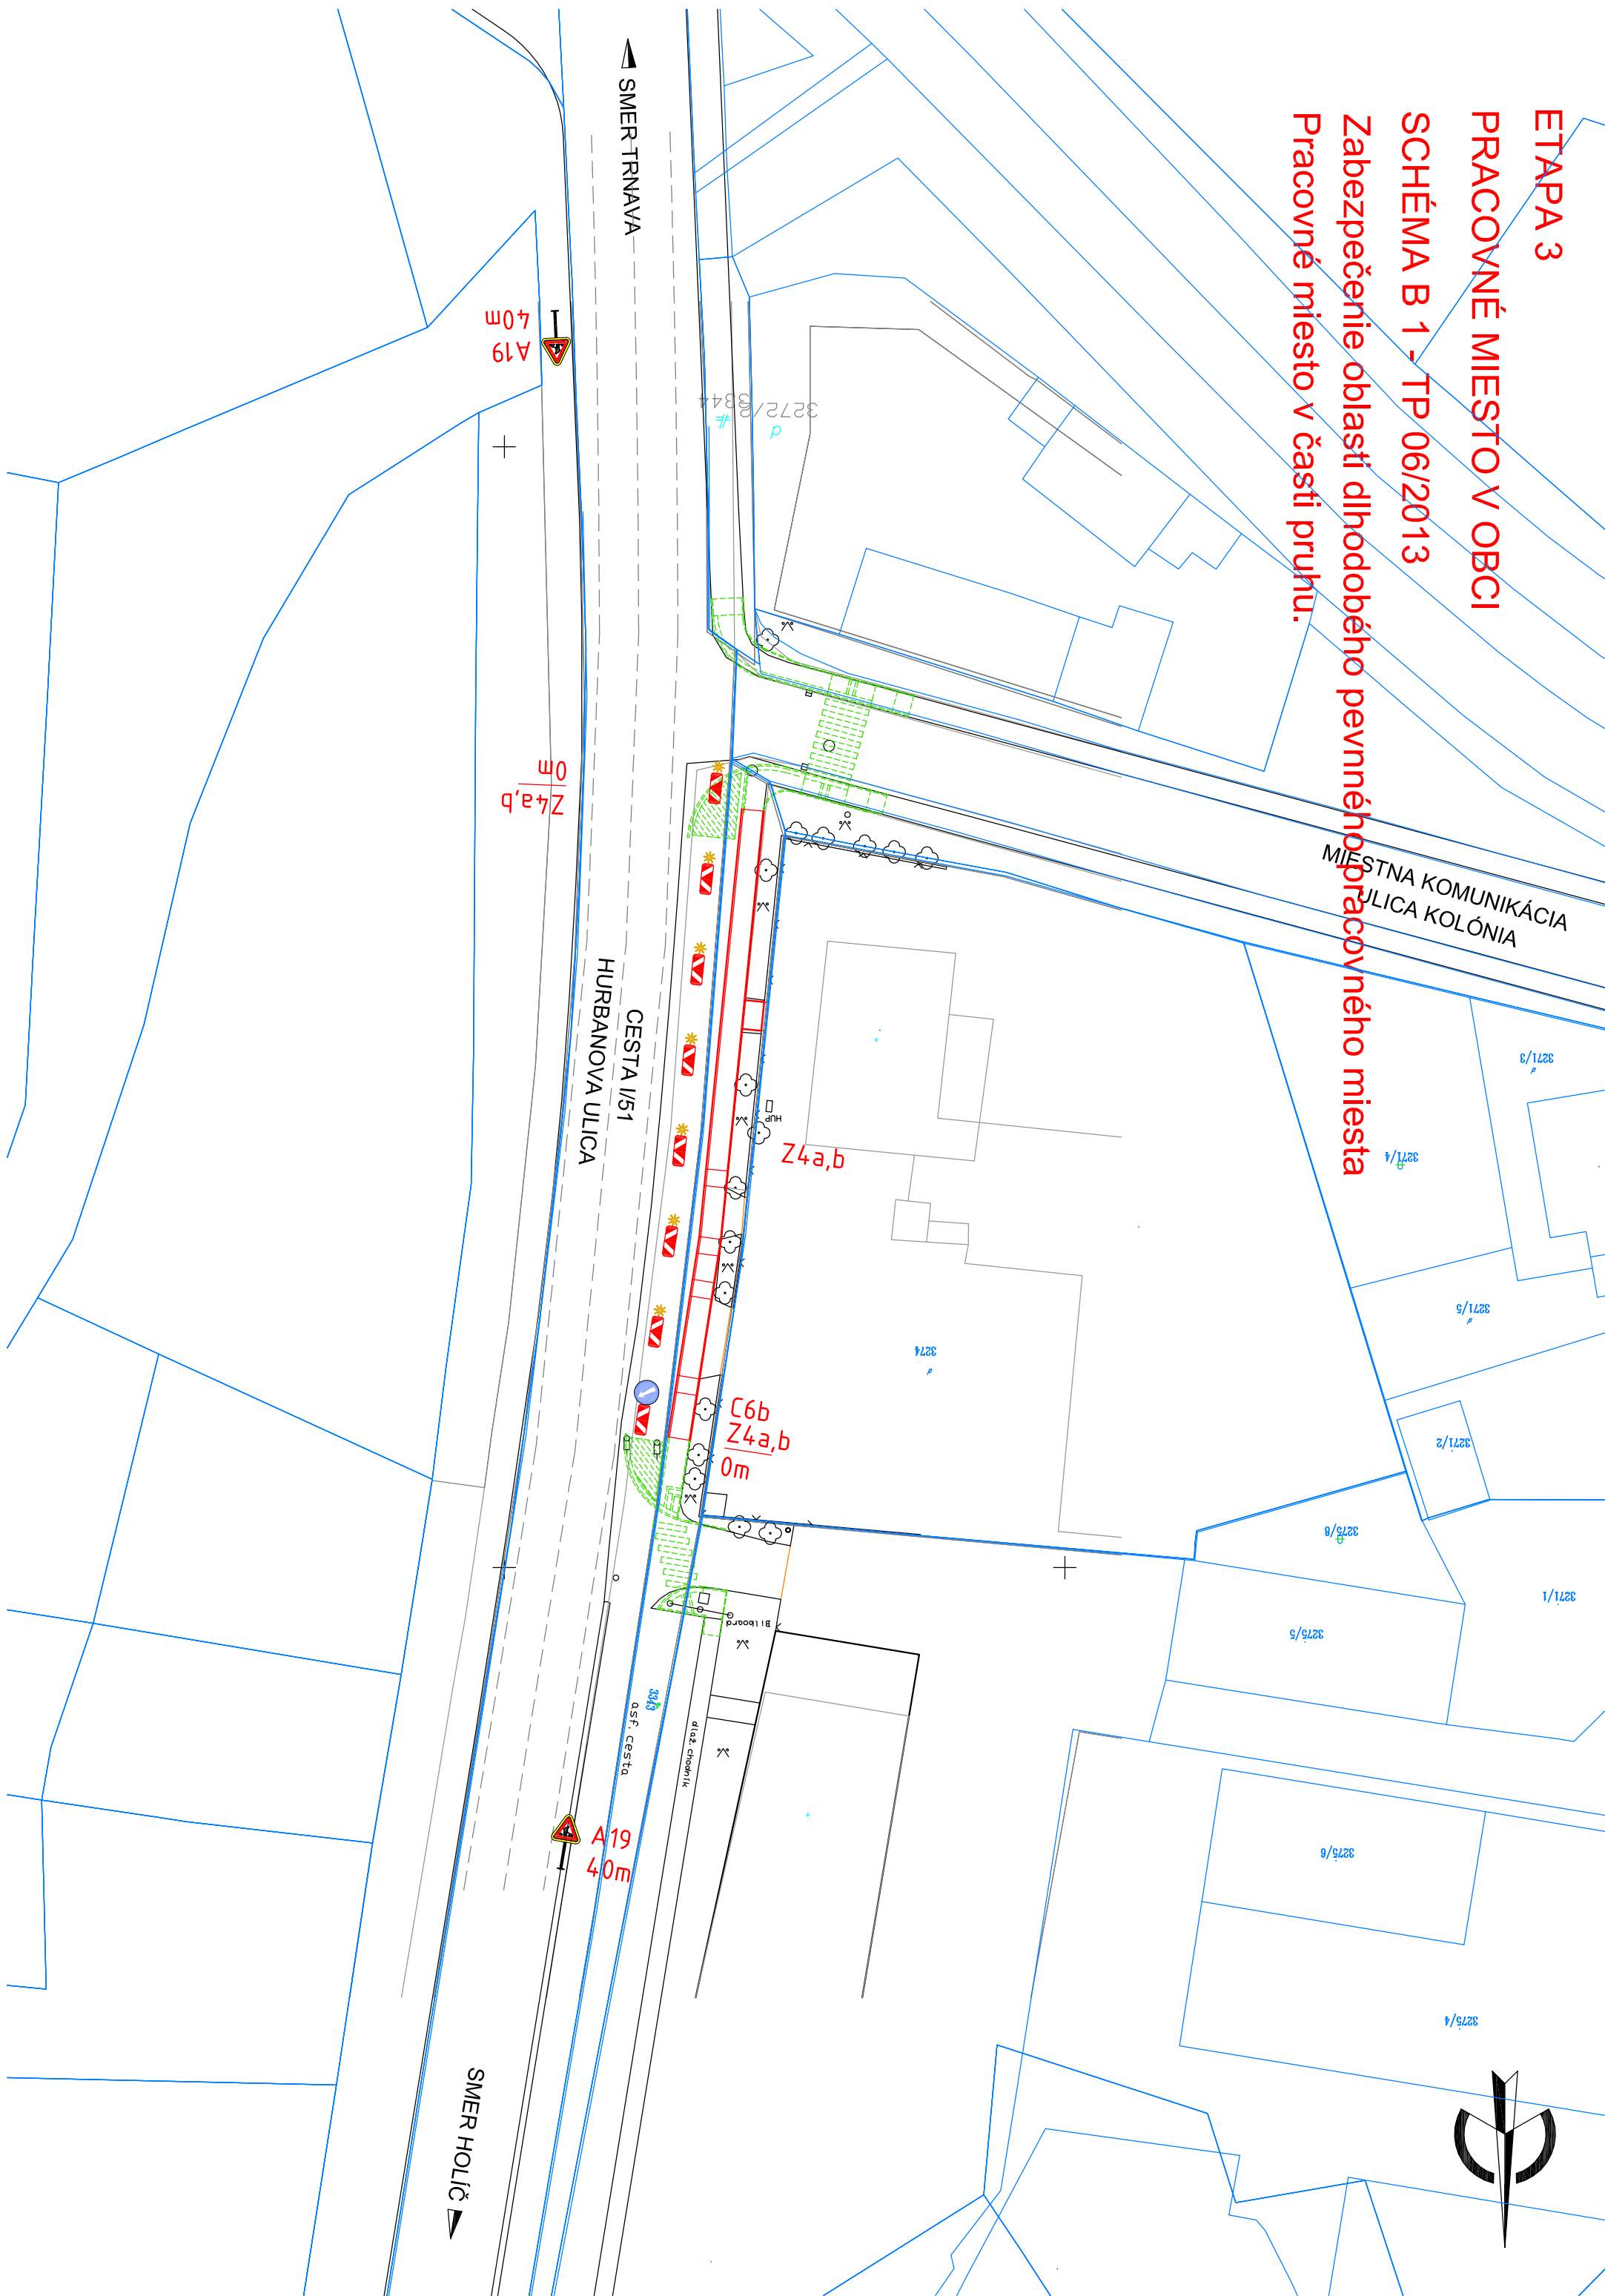 ETAPA 3
PRACOVNÉ MIESTO V OBCI
SCHÉMA B 1 - TP 06/2013
Zabezpečenie oblasti dlhodobého pevnného pracovného miesta
Pracovné miesto v časti pruhu.
SMER TRNAVA
A19
40m
3272/3
3344
Z4a,b
0m
MIESTNA KOMUNIKÁCIA
ULICA KOLÓNIA
CESTA I/51
HURBANOVA ULICA
HUP
Z4a,b
3271/3
3271/4
3271/5
3274
C6b
Z4a,b
0m
3271/2
3275/8
3271/1
3275/5
Billboard
3343
asf. cesta
dlaž. chodník
A19
40m
3275/6
3275/4
SMER HOLÍČ